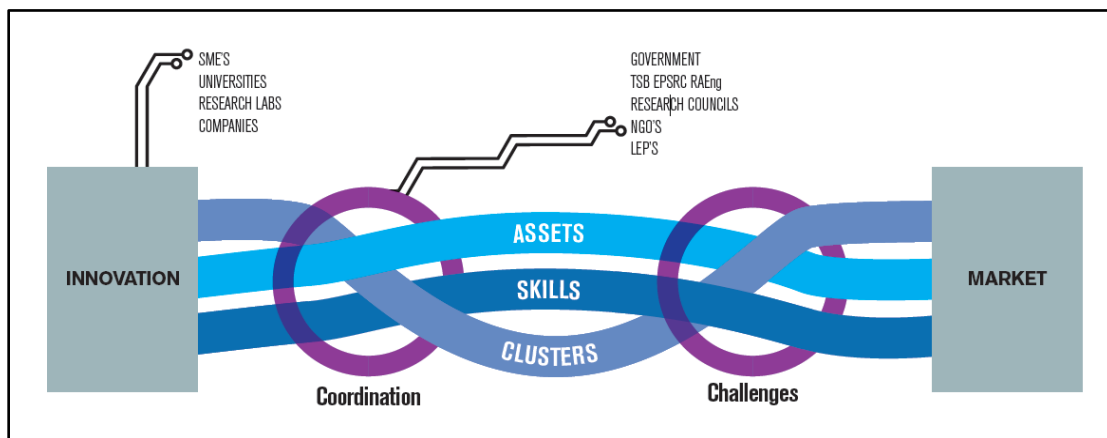 SME'S
UNIVERSITIES
RESEARCH LABS
COMPANIES
GOVERNMENT
TSB EPSRC RAEng
RESEARCH COUNCILS
NGO'S
LEP'S
INNOVATION
ASSETS
SKILLS
CLUSTERS
MARKET
Coordination
Challenges